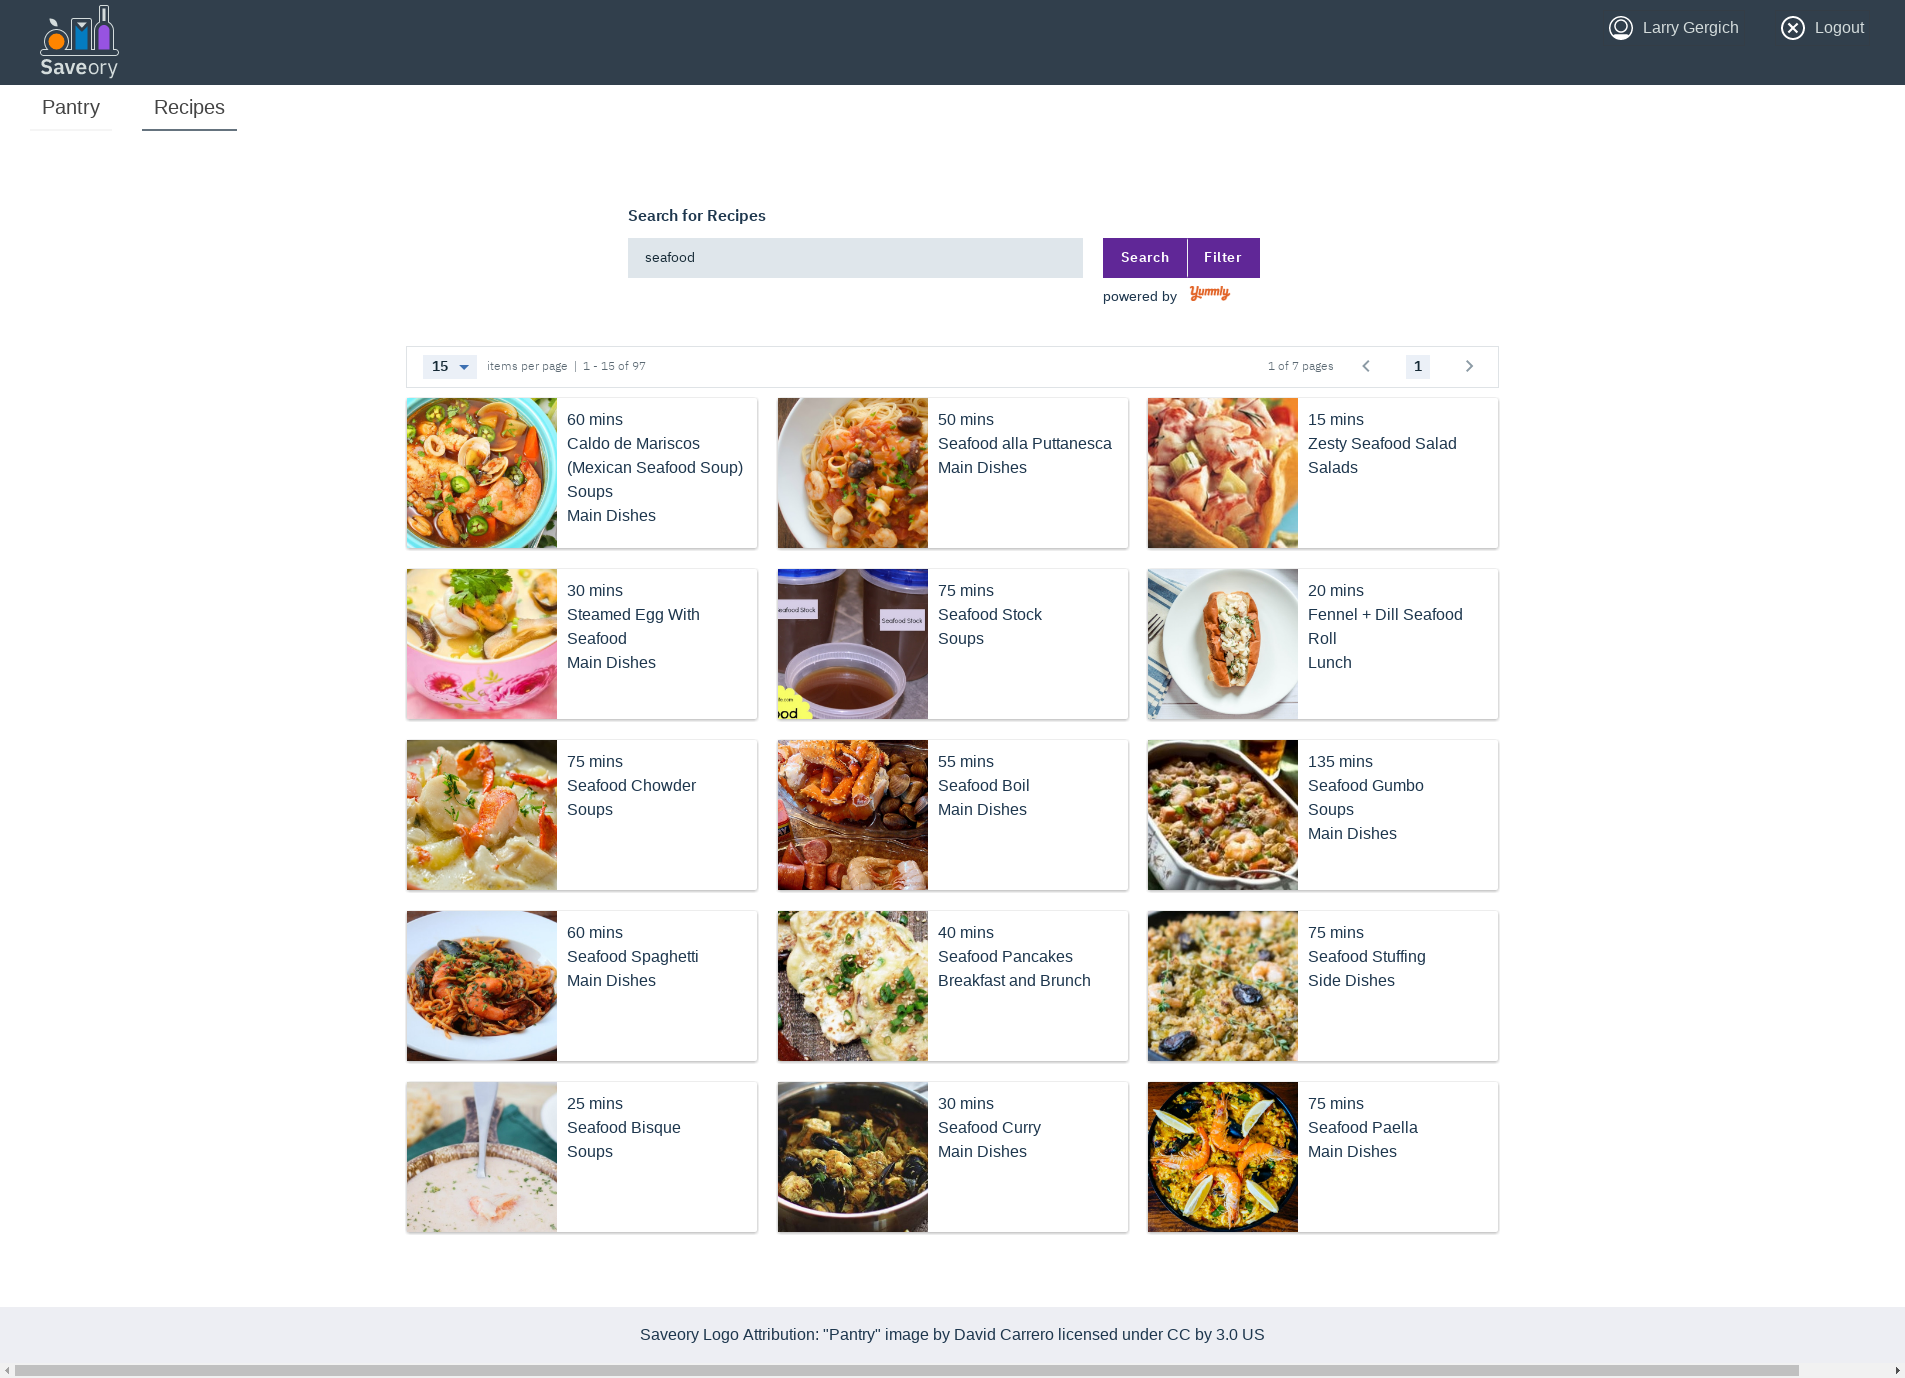 Saveory
Larry Gergich
Logout
Pantry
Recipes
Search for Recipes
seafood
Search
Filter
powered by Yummly
15 items per page | 1 - 15 of 97
1 of 7 pages
1
60 mins
Caldo de Mariscos
(Mexican Seafood Soup)
Soups
Main Dishes
50 mins
Seafood alla Puttanesca
Main Dishes
15 mins
Zesty Seafood Salad
Salads
30 mins
Steamed Egg With
Seafood
Main Dishes
eafood Stock
Seafood Stock
ood
75 mins
Seafood Stock
Soups
20 mins
Fennel + Dill Seafood
Roll
Lunch
75 mins
Seafood Chowder
Soups
55 mins
Seafood Boil
Main Dishes
135 mins
Seafood Gumbo
Soups
Main Dishes
60 mins
Seafood Spaghetti
Main Dishes
40 mins
Seafood Pancakes
Breakfast and Brunch
75 mins
Seafood Stuffing
Side Dishes
25 mins
Seafood Bisque
Soups
30 mins
Seafood Curry
Main Dishes
75 mins
Seafood Paella
Main Dishes
Saveory Logo Attribution: "Pantry" image by David Carrero licensed under CC by 3.0 US